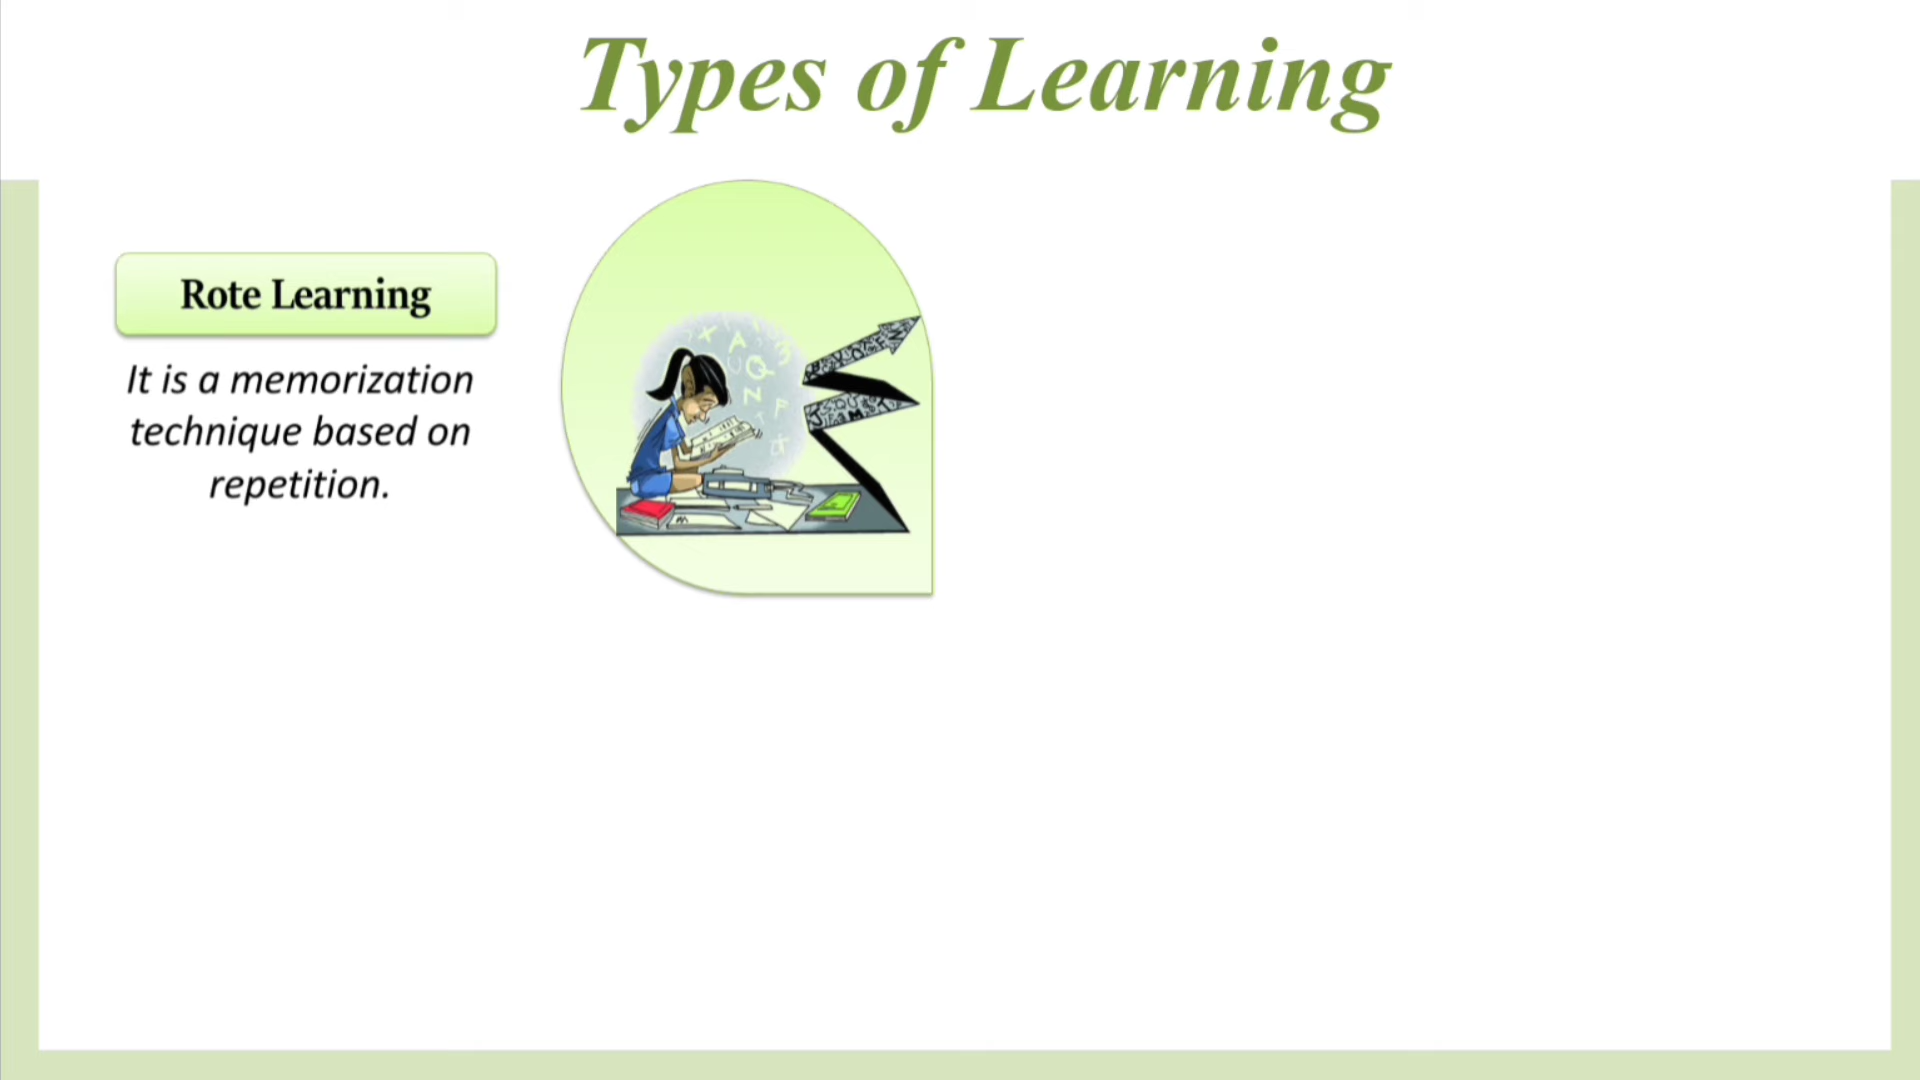 Types of Learning
Rote Learning
It is a memorization
technique based on
repetition.